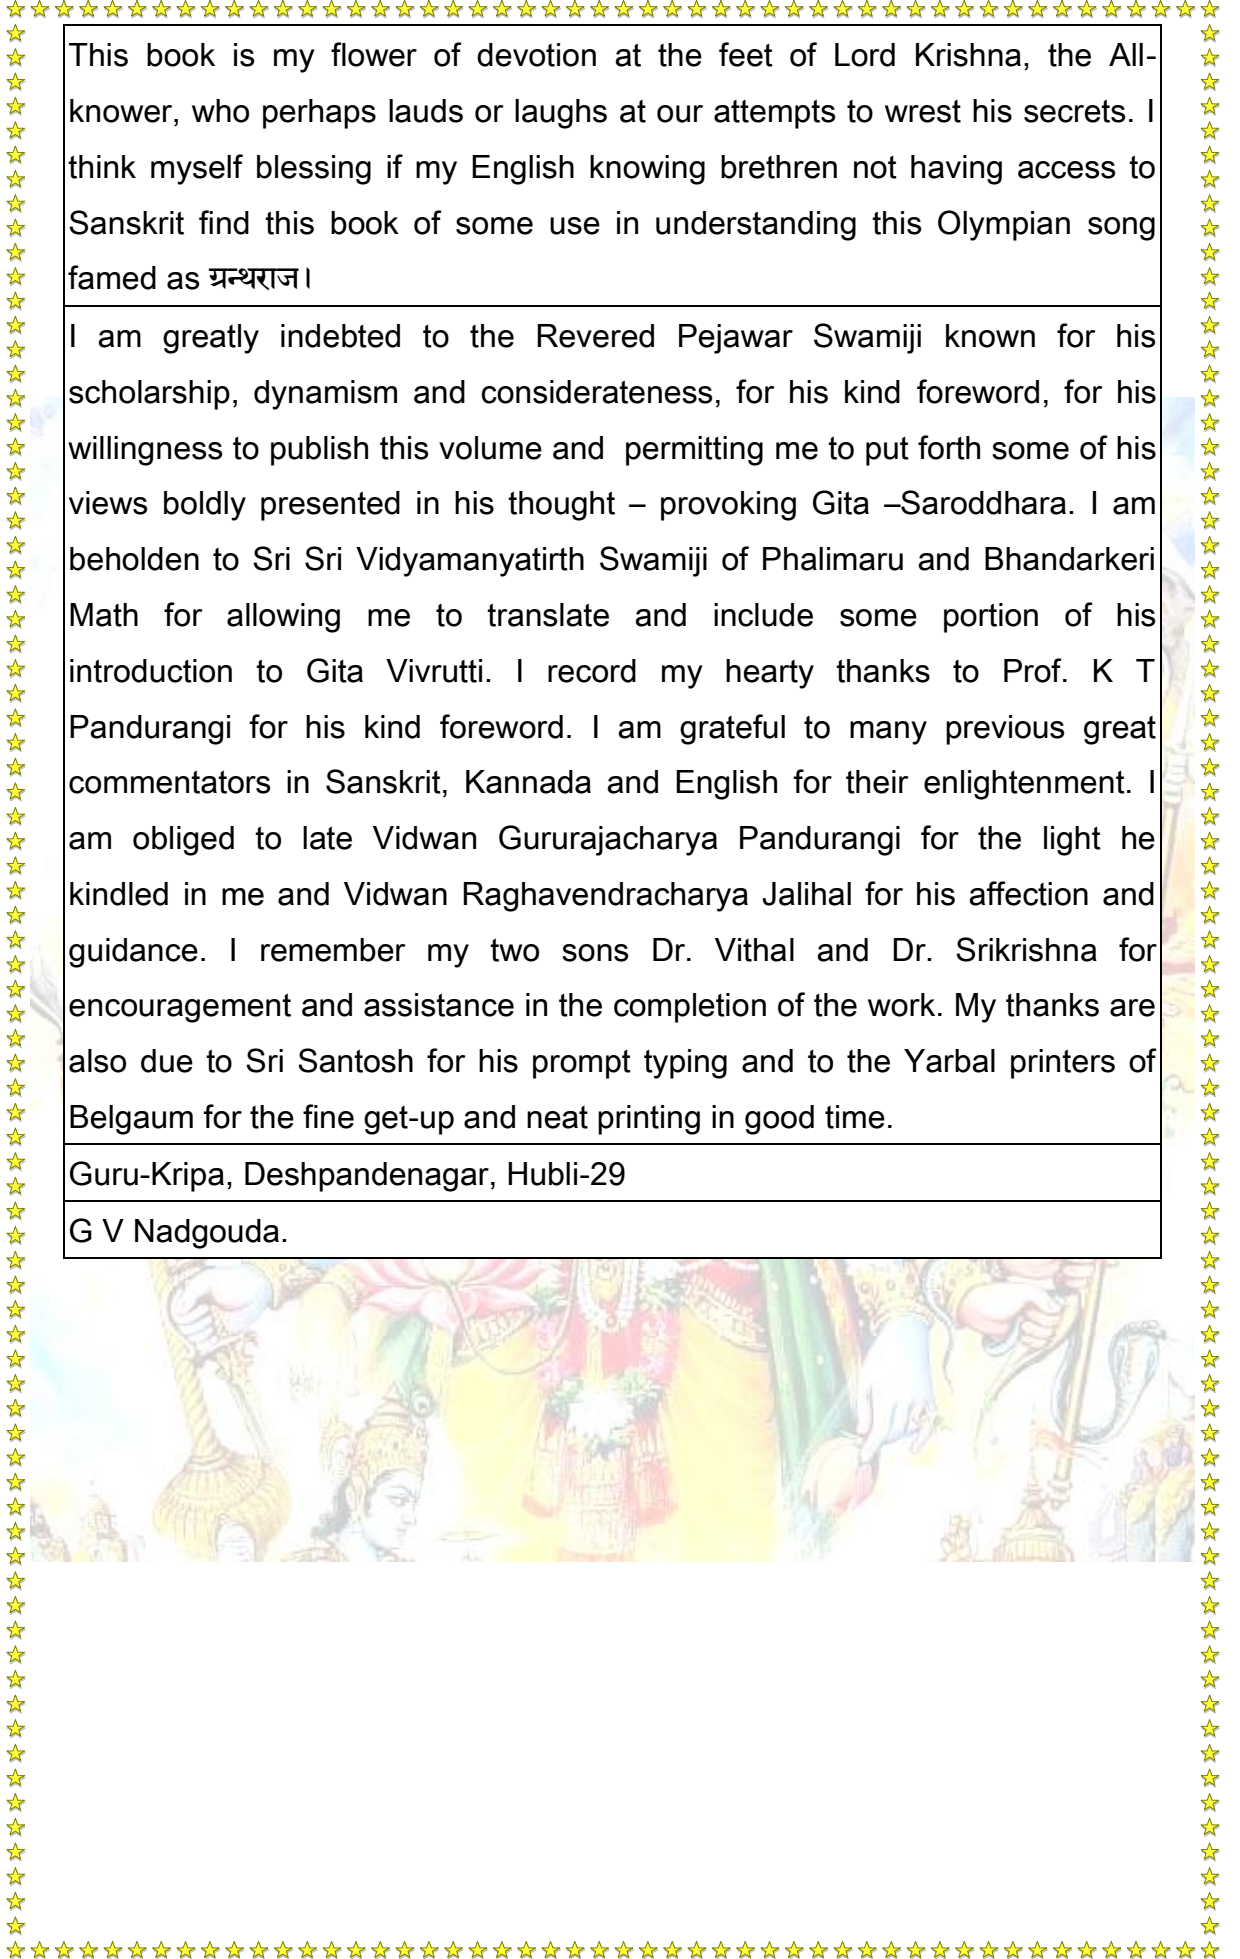 This book is my flower of devotion at the feet of Lord Krishna, the All-
knower, who perhaps lauds or laughs at our attempts to wrest his secrets. I
think myself blessing if my English knowing brethren not having access to
Sanskrit find this book of some use in understanding this Olympian song
famed as ग्रन्थराज।
I am greatly indebted to the Revered Pejawar Swamiji known for his
scholarship, dynamism and considerateness, for his kind foreword, for his
willingness to publish this volume and  permitting me to put forth some of his
views boldly presented in his thought – provoking Gita –Saroddhara. I am
beholden to Sri Sri Vidyamanyatirth Swamiji of Phalimaru and Bhandarkeri
Math for allowing me to translate and include some portion of his
introduction to Gita Vivrutti. I record my hearty thanks to Prof. K T
Pandurangi for his kind foreword. I am grateful to many previous great
commentators in Sanskrit, Kannada and English for their enlightenment. I
am obliged to late Vidwan Gururajacharya Pandurangi for the light he
kindled in me and Vidwan Raghavendracharya Jalihal for his affection and
guidance. I remember my two sons Dr. Vithal and Dr. Srikrishna for
encouragement and assistance in the completion of the work. My thanks are
also due to Sri Santosh for his prompt typing and to the Yarbal printers of
Belgaum for the fine get-up and neat printing in good time.
Guru-Kripa, Deshpandenagar, Hubli-29
G V Nadgouda.